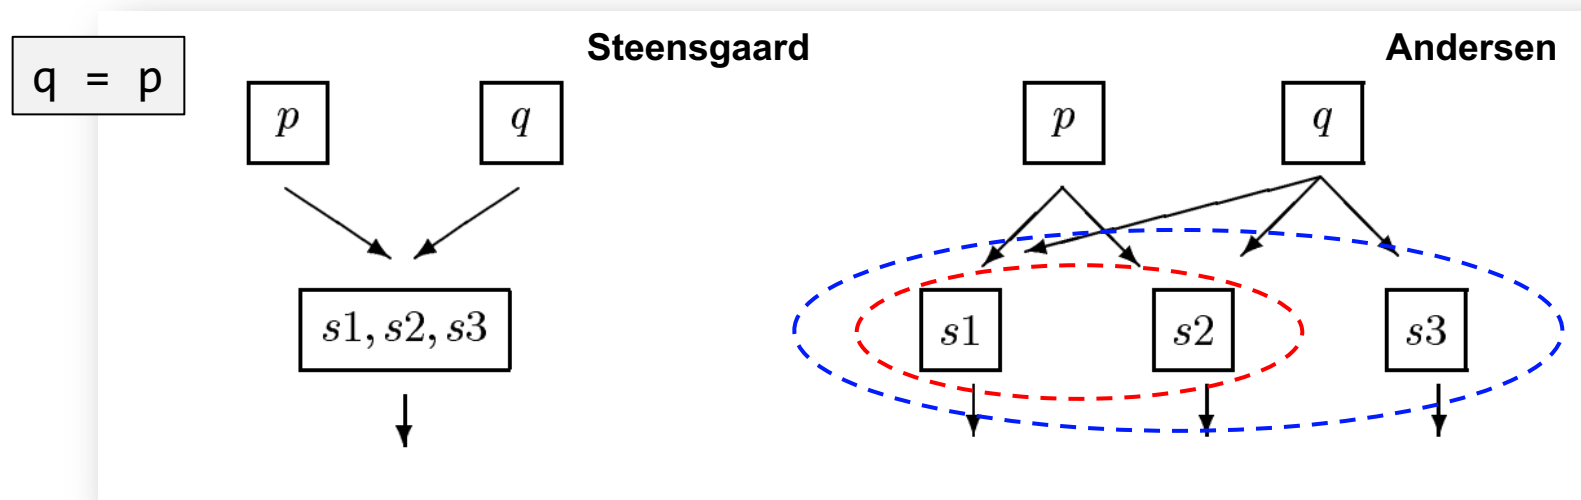 Steensgaard
Andersen
q = p
p
q
p
q
s1, s2, s3
s1
s2
s3